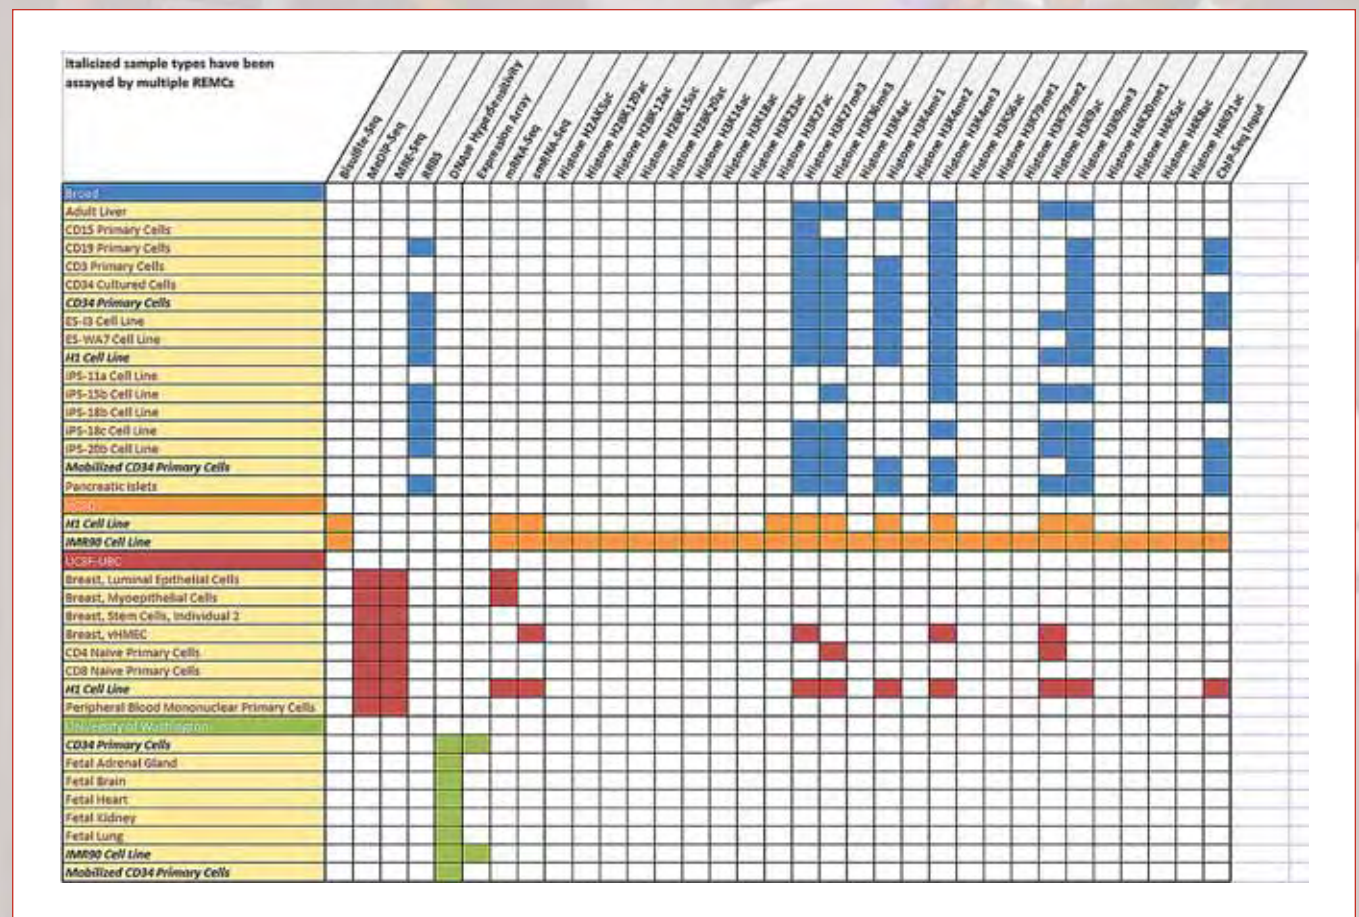 Italicized sample types have been
assayed by multiple REMCs
Bisulfite-Seq
MeDIP-Seq
MRE-Seq
RRBS
DNAse HyperSensitivity
Expression Array
mRNA-Seq
smRNA-Seq
Histone H2AK5ac
Histone H2BK120ac
Histone H2BK12ac
Histone H2BK15ac
Histone H2BK20ac
Histone H3K14ac
Histone H3K18ac
Histone H3K23ac
Histone H3K27ac
Histone H3K27me3
Histone H3K36me3
Histone H3K4ac
Histone H3K4me1
Histone H3K4me2
Histone H3K4me3
Histone H3K56ac
Histone H3K79me1
Histone H3K79me2
Histone H3K9ac
Histone H3K9me3
Histone H4K20me1
Histone H4K5ac
Histone H4K8ac
Histone H4K91ac
ChIP-Seq Input
Broad
Adult Liver
CD15 Primary Cells
CD19 Primary Cells
CD3 Primary Cells
CD34 Cultured Cells
CD34 Primary Cells
ES-I3 Cell Line
ES-WA7 Cell Line
H1 Cell Line
iPS-11a Cell Line
iPS-15b Cell Line
iPS-18b Cell Line
iPS-18c Cell Line
iPS-20b Cell Line
Mobilized CD34 Primary Cells
Pancreatic Islets
H1 Cell Line
IMR90 Cell Line
UCSF-UBC
Breast, Luminal Epithelial Cells
Breast, Myoepithelial Cells
Breast, Stem Cells, Individual 2
Breast, vHMEC
CD4 Naive Primary Cells
CD8 Naive Primary Cells
H1 Cell Line
Peripheral Blood Mononuclear Primary Cells
University of Washington
CD34 Primary Cells
Fetal Adrenal Gland
Fetal Brain
Fetal Heart
Fetal Kidney
Fetal Lung
IMR90 Cell Line
Mobilized CD34 Primary Cells